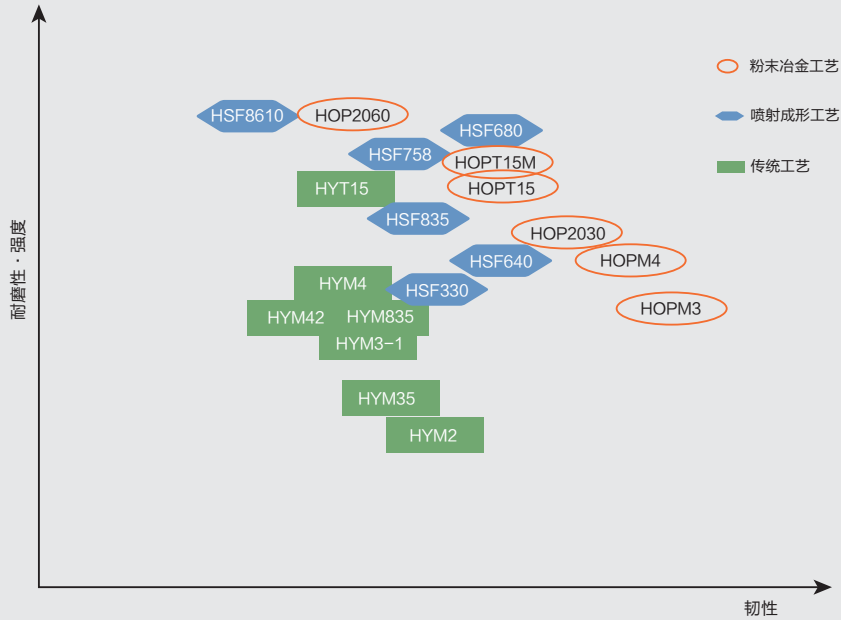 粉末冶金工艺
喷射成形工艺
传统工艺
HSF8610
HOP2060
HSF680
HSF758
HOPT15M
HYT15
HOPT15
HSF835
HOP2030
HSF640
HOPM4
HYM4
HSF330
HOPM3
HYM42
HYM835
HYM3-1
HYM35
HYM2
耐磨性·强度
韧性